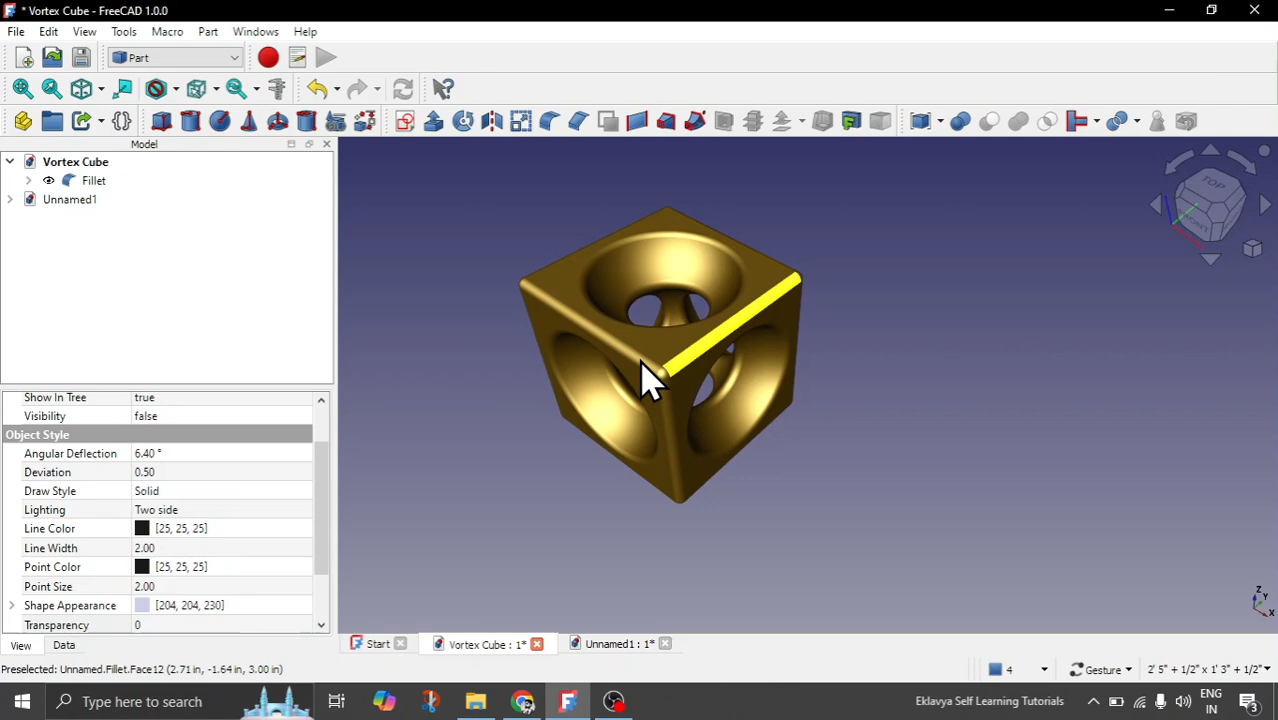 * Vortex Cube - FreeCAD 1.0.0
File Edit View Tools Macro Part Windows Help
Part
Model
Vortex Cube
Fillet
Unnamed1
Show In Tree true
Visibility false
Object Style
Angular Deflection 6.40 °
Deviation 0.50
Draw Style Solid
Lighting Two side
Line Color [25, 25, 25]
Line Width 2.00
Point Color [25, 25, 25]
Point Size 2.00
Shape Appearance [204, 204, 230]
Transparency 0
View Data
TOP
FRONT
Z
Y
X
Start Vortex Cube : 1* Unnamed1 : 1*
Preselected: Unnamed.Fillet.Face12 (2.71 in, -1.64 in, 3.00 in) 4 Gesture 2' 5" + 1/2" x 1' 3" + 1/2"
Type here to search Eklavya Self Learning Tutorials ENG
IN
3